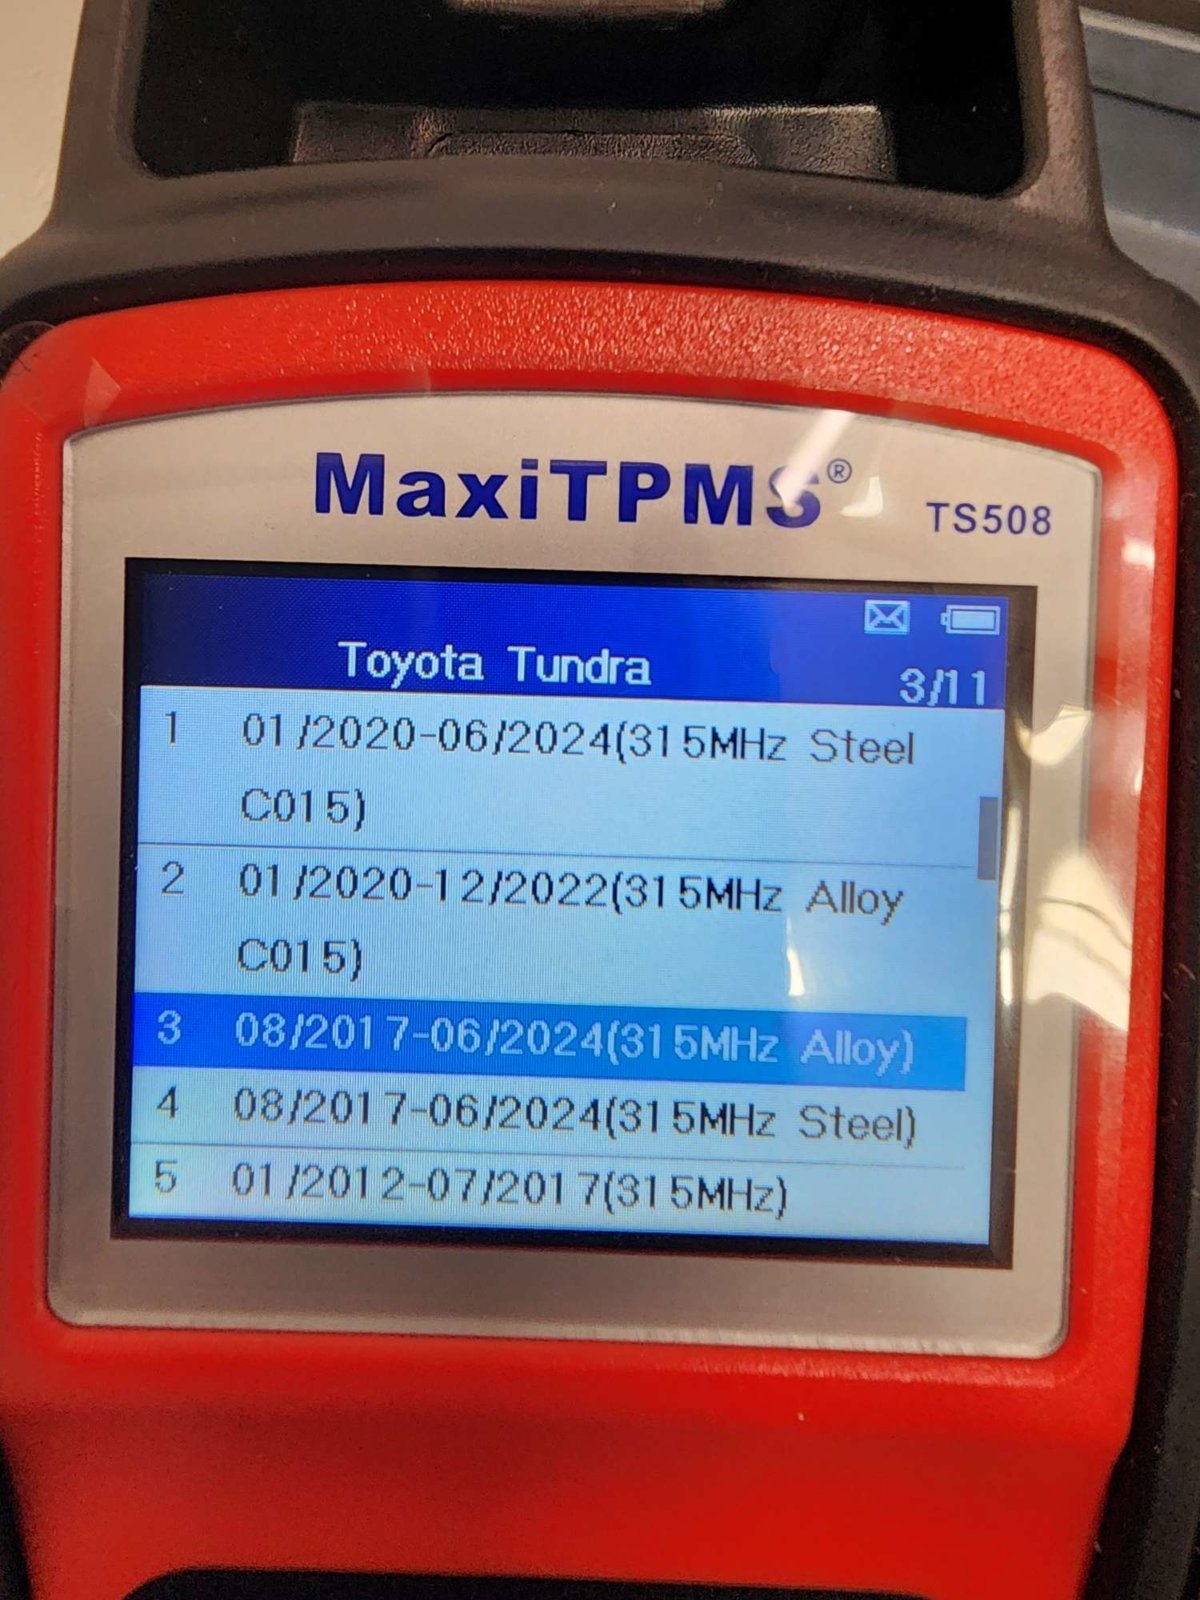 MaxiTPMS®
TS508
Toyota Tundra
3/11
1 01/2020-06/2024(315MHz Steel
C015)
2 01/2020-12/2022(315MHz Alloy
C015)
3 08/2017-06/2024(315MHz Alloy)
4 08/2017-06/2024(315MHz Steel)
5 01/2012-07/2017(315MHz)